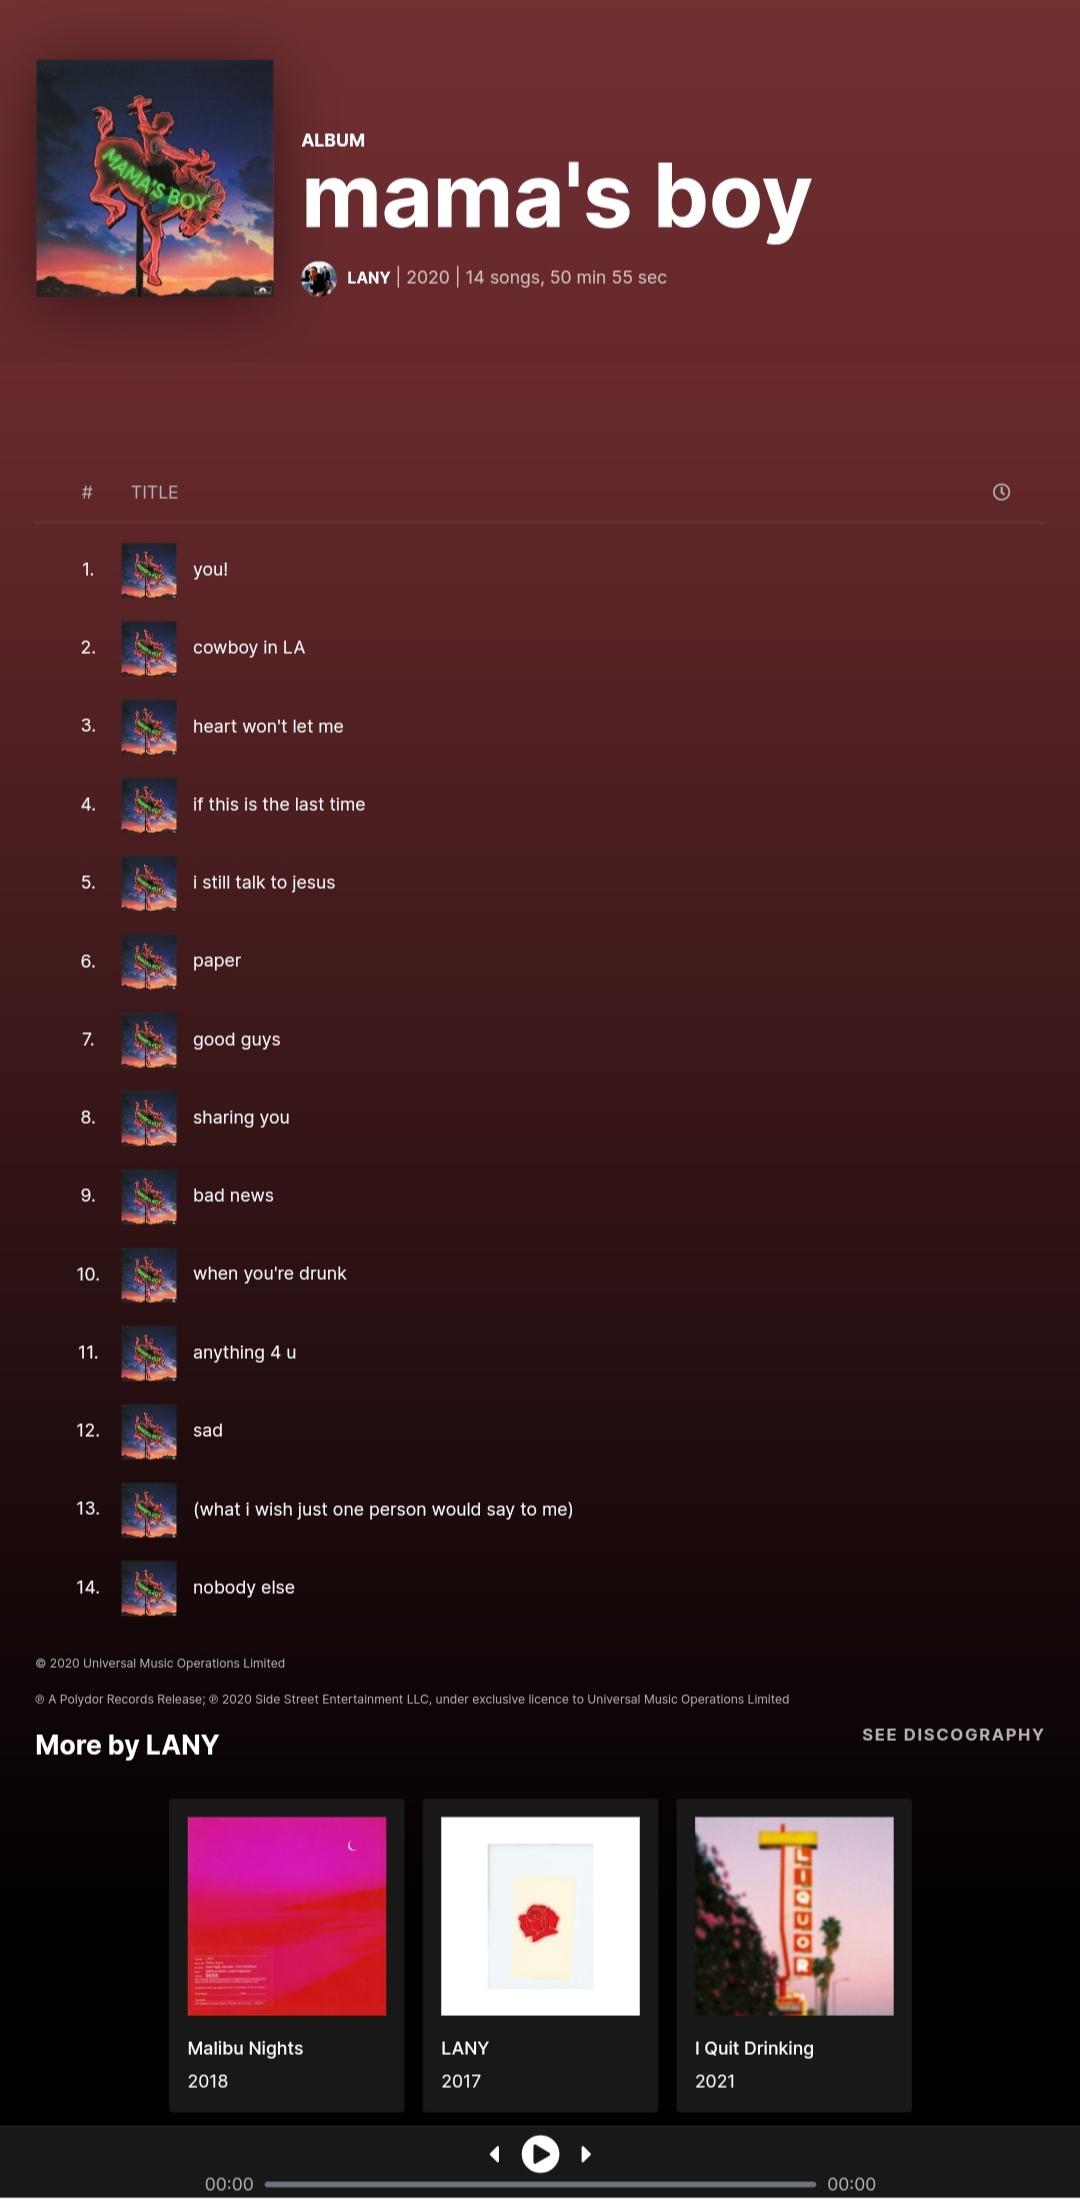 MAMA'S BOY
ALBUM
mama's boy
LANY | 2020 | 14 songs, 50 min 55 sec
# TITLE
1. you!
2. cowboy in LA
3. heart won't let me
4. if this is the last time
5. i still talk to jesus
6. paper
7. good guys
8. sharing you
9. bad news
10. when you're drunk
11. anything 4 u
12. sad
13. (what i wish just one person would say to me)
14. nobody else
© 2020 Universal Music Operations Limited
℗ A Polydor Records Release; ℗ 2020 Side Street Entertainment LLC, under exclusive licence to Universal Music Operations Limited
More by LANY
SEE DISCOGRAPHY
LIQUOR
Malibu Nights
2018
LANY
2017
I Quit Drinking
2021
00:00
00:00